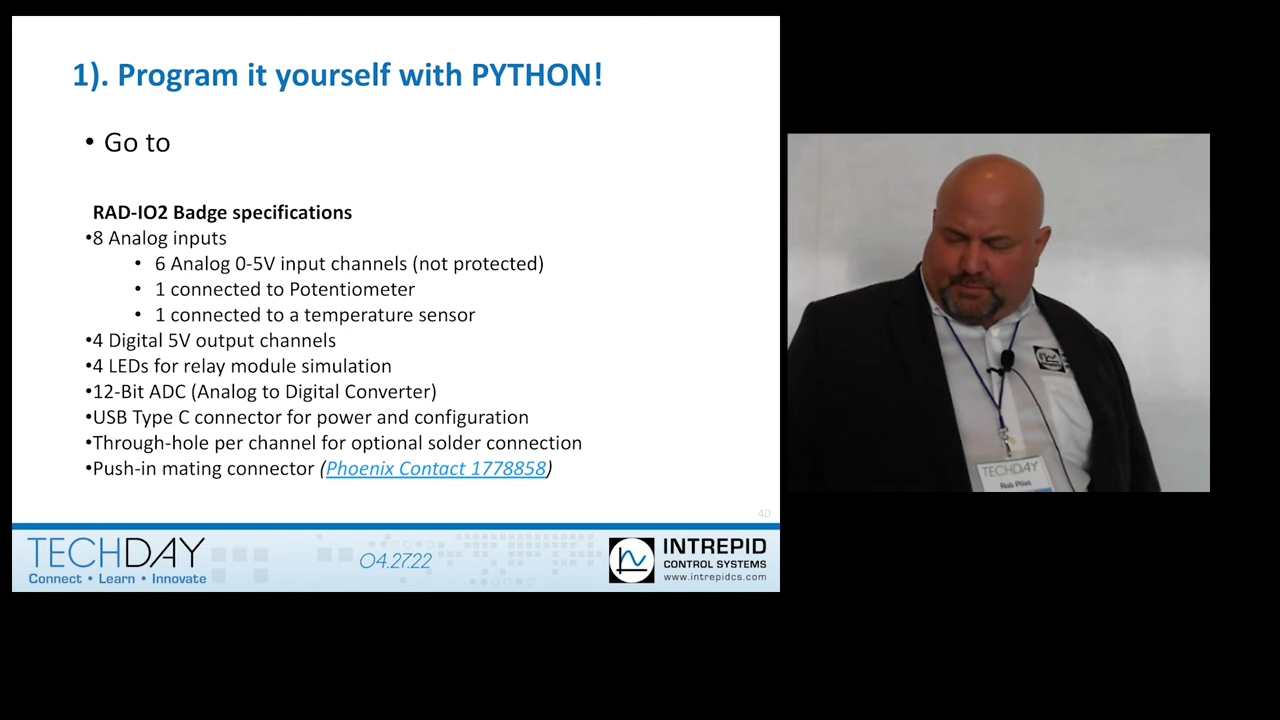 1). Program it yourself with PYTHON!
• Go to
RAD-IO2 Badge specifications
•8 Analog inputs
• 6 Analog 0-5V input channels (not protected)
• 1 connected to Potentiometer
• 1 connected to a temperature sensor
•4 Digital 5V output channels
•4 LEDs for relay module simulation
•12-Bit ADC (Analog to Digital Converter)
•USB Type C connector for power and configuration
•Through-hole per channel for optional solder connection
•Push-in mating connector (Phoenix Contact 1778858)
40
TECHDAY
Connect • Learn • Innovate
04.27.22
INTREPID
CONTROL SYSTEMS
www.intrepidcs.com
TECHDAY
Rob